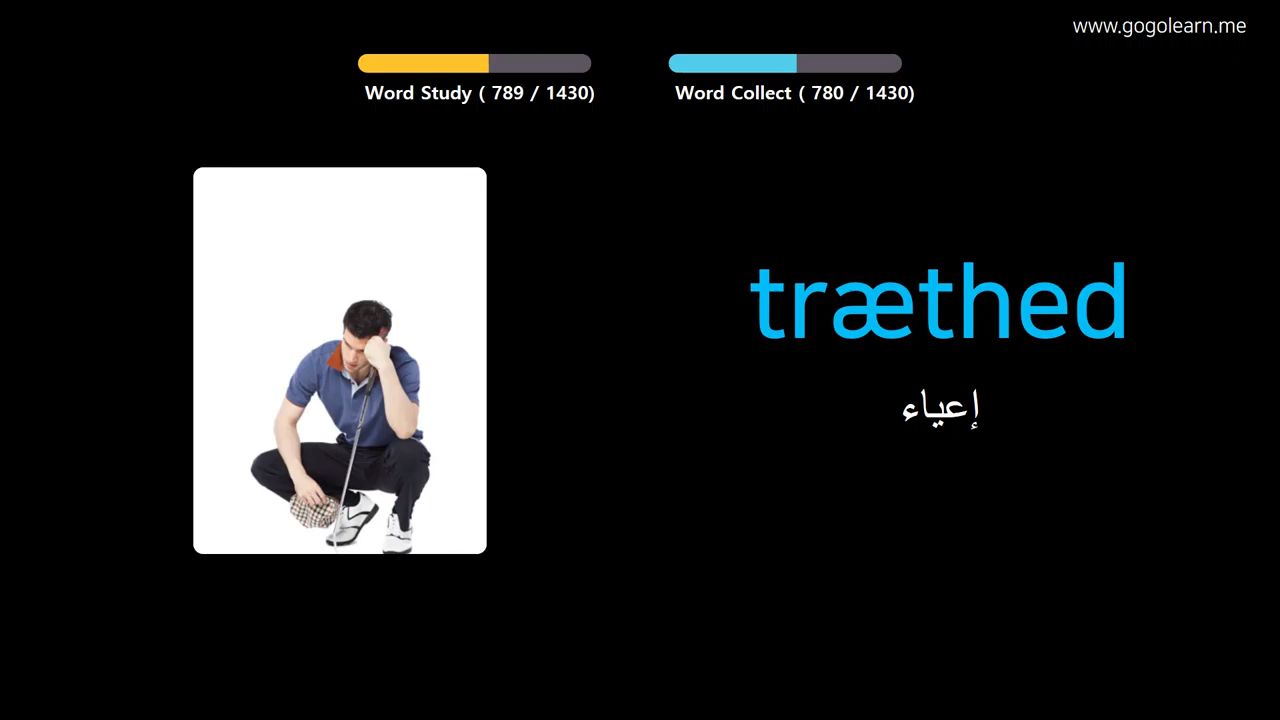 www.gogolearn.me
Word Study ( 789 / 1430)
Word Collect ( 780 / 1430)
træthed
إعياء